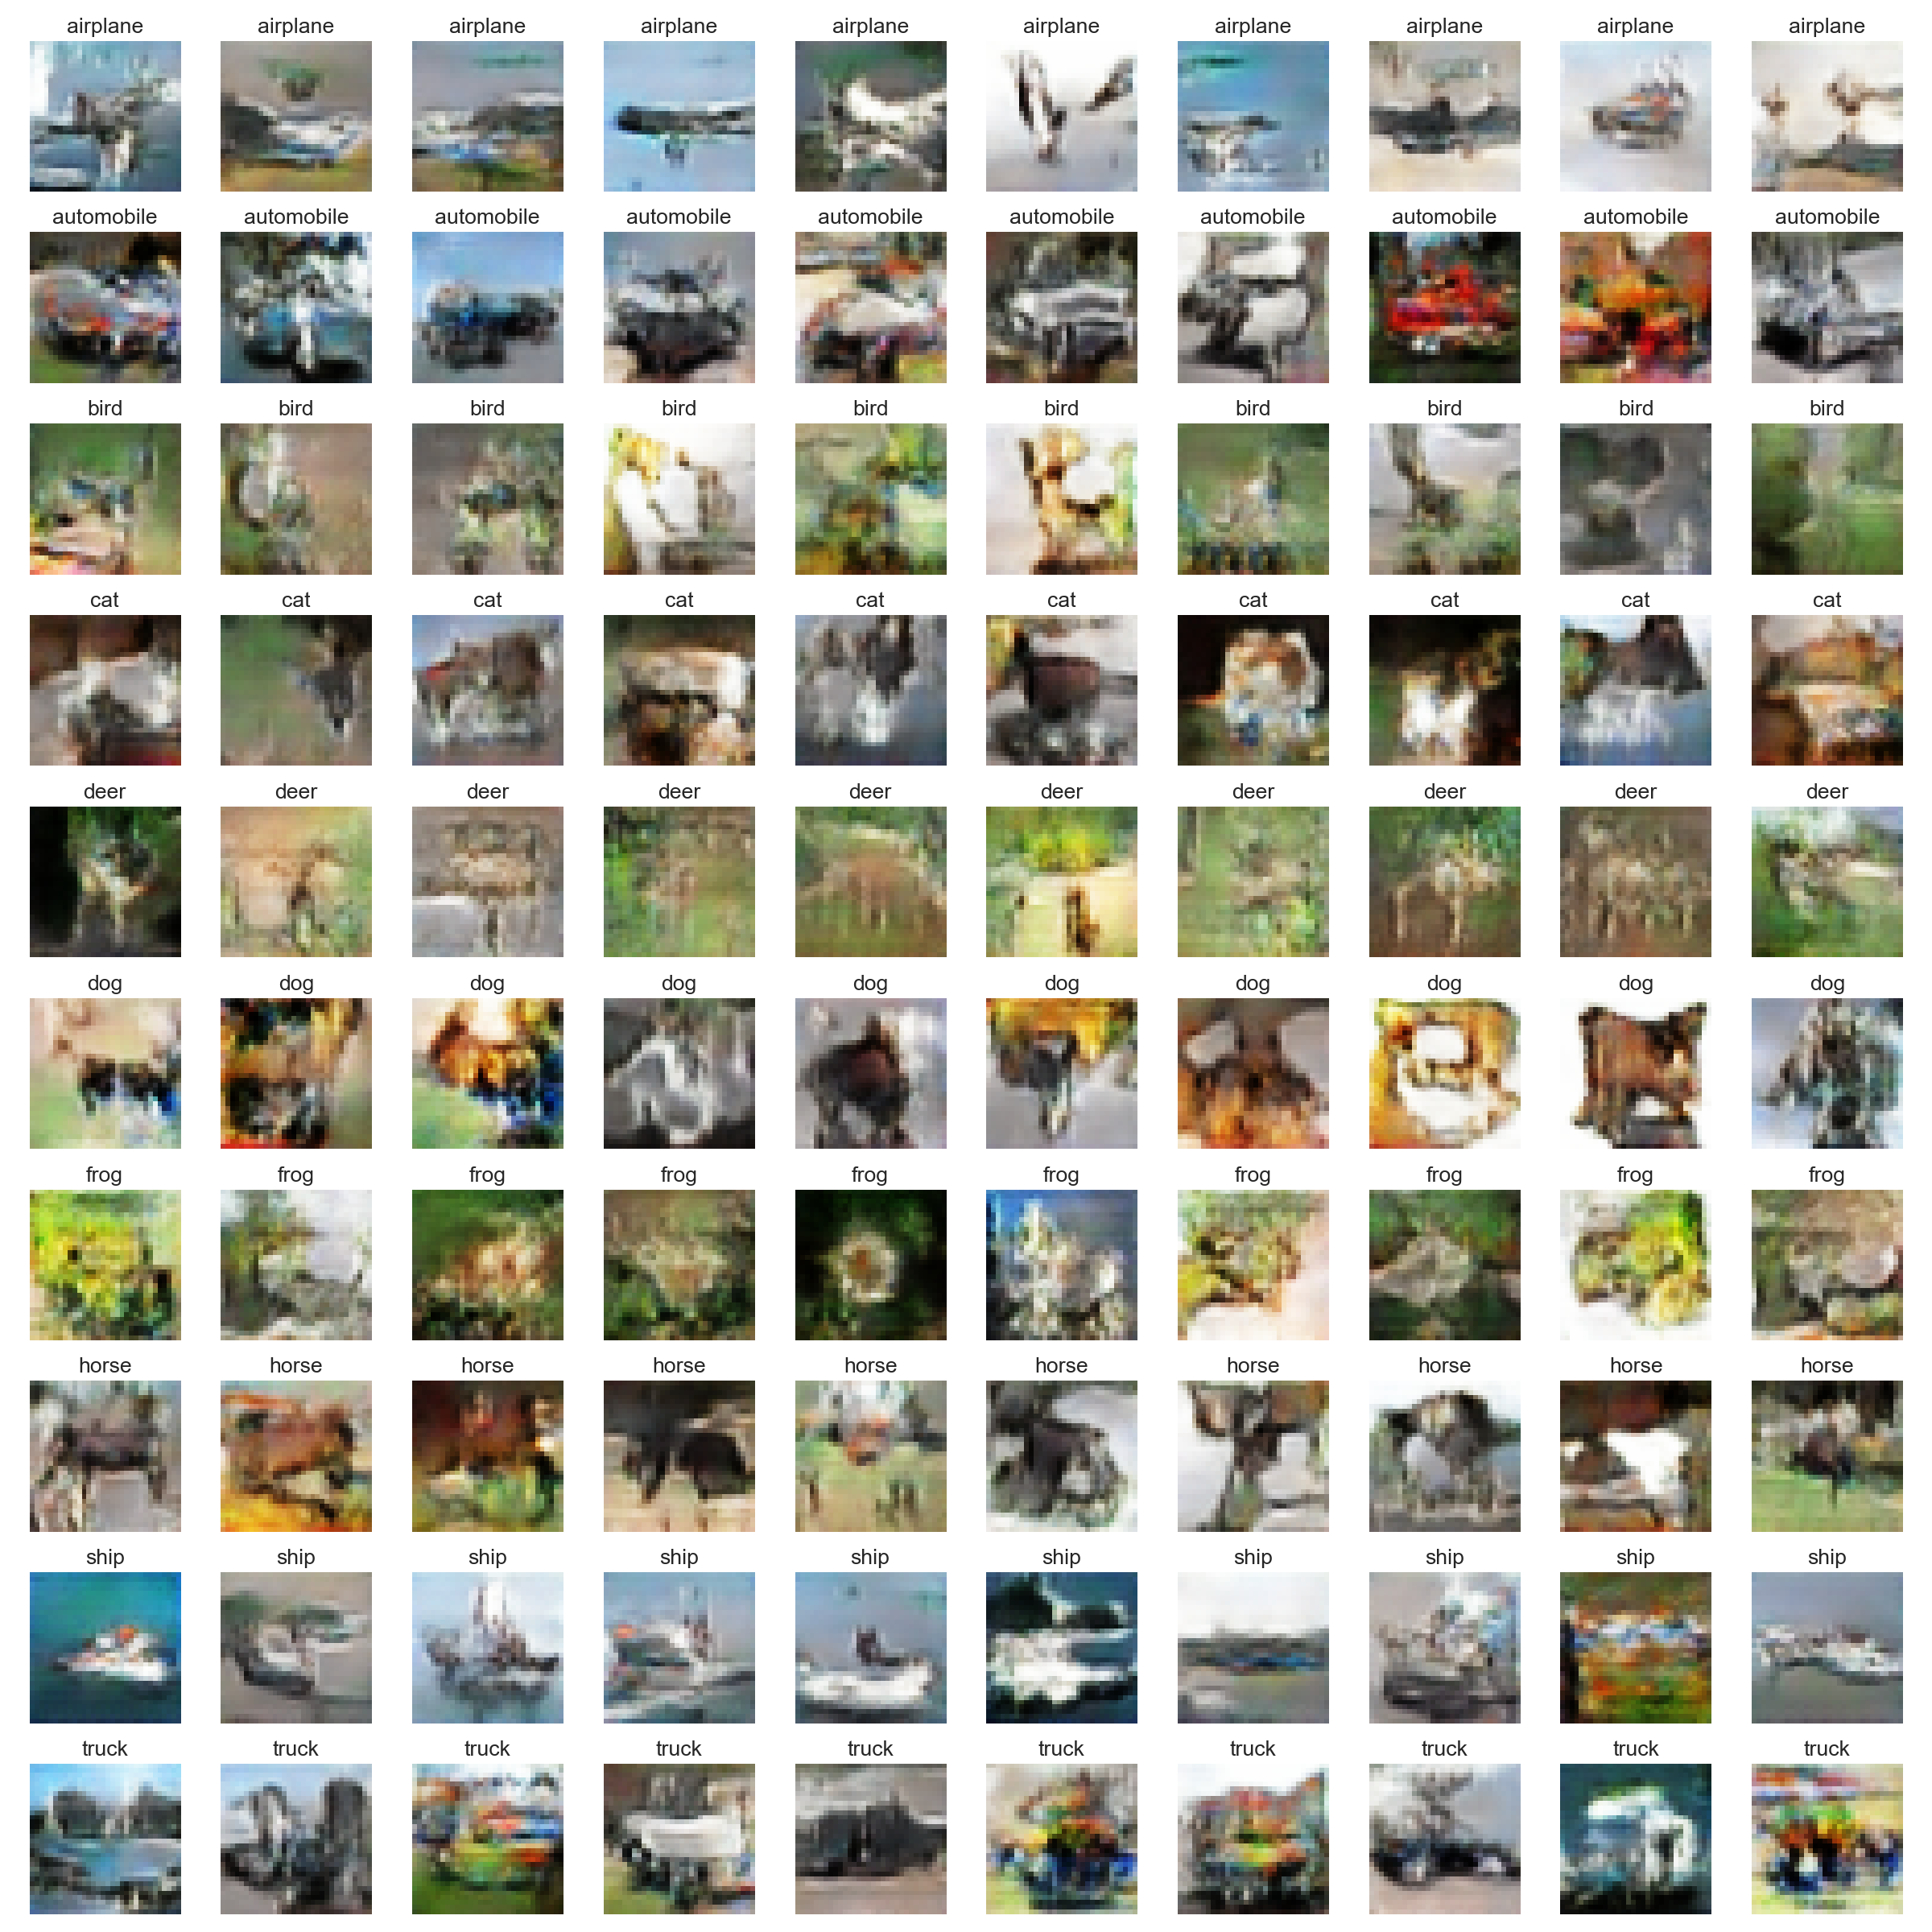 airplane airplane airplane airplane airplane airplane airplane airplane airplane airplane
automobile automobile automobile automobile automobile automobile automobile automobile automobile automobile
bird bird bird bird bird bird bird bird bird bird
cat cat cat cat cat cat cat cat cat cat
deer deer deer deer deer deer deer deer deer deer
dog dog dog dog dog dog dog dog dog dog
frog frog frog frog frog frog frog frog frog frog
horse horse horse horse horse horse horse horse horse horse
ship ship ship ship ship ship ship ship ship ship
truck truck truck truck truck truck truck truck truck truck